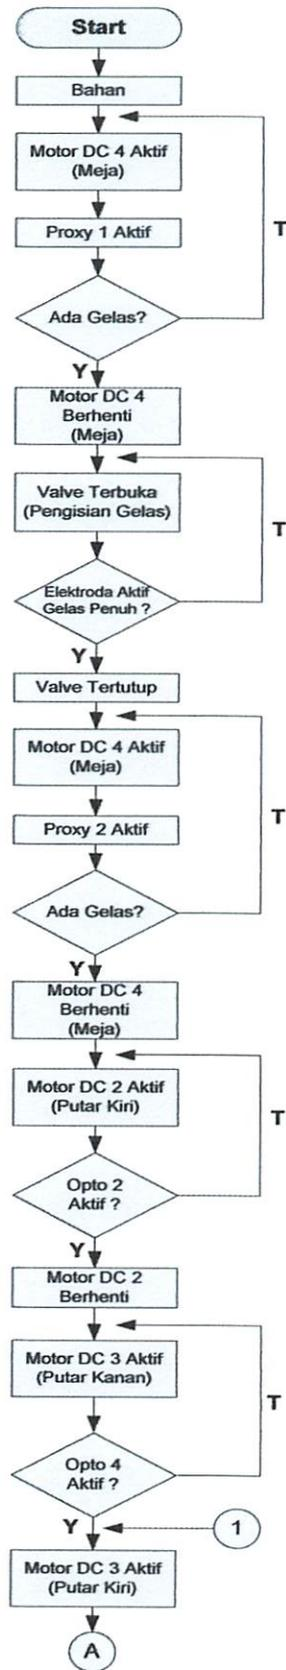 Start
Bahan
Motor DC 4 Aktif
(Meja)
T
Proxy 1 Aktif
Ada Gelas?
Y
Motor DC 4
Berhenti
(Meja)
Valve Terbuka
(Pengisian Gelas)
T
Elektroda Aktif
Gelas Penuh ?
Y
Valve Tertutup
Motor DC 4 Aktif
(Meja)
T
Proxy 2 Aktif
Ada Gelas?
Y
Motor DC 4
Berhenti
(Meja)
Motor DC 2 Aktif
(Putar Kiri)
T
Opto 2
Aktif ?
Y
Motor DC 2
Berhenti
Motor DC 3 Aktif
(Putar Kanan)
T
Opto 4
Aktif ?
Y
1
Motor DC 3 Aktif
(Putar Kiri)
A